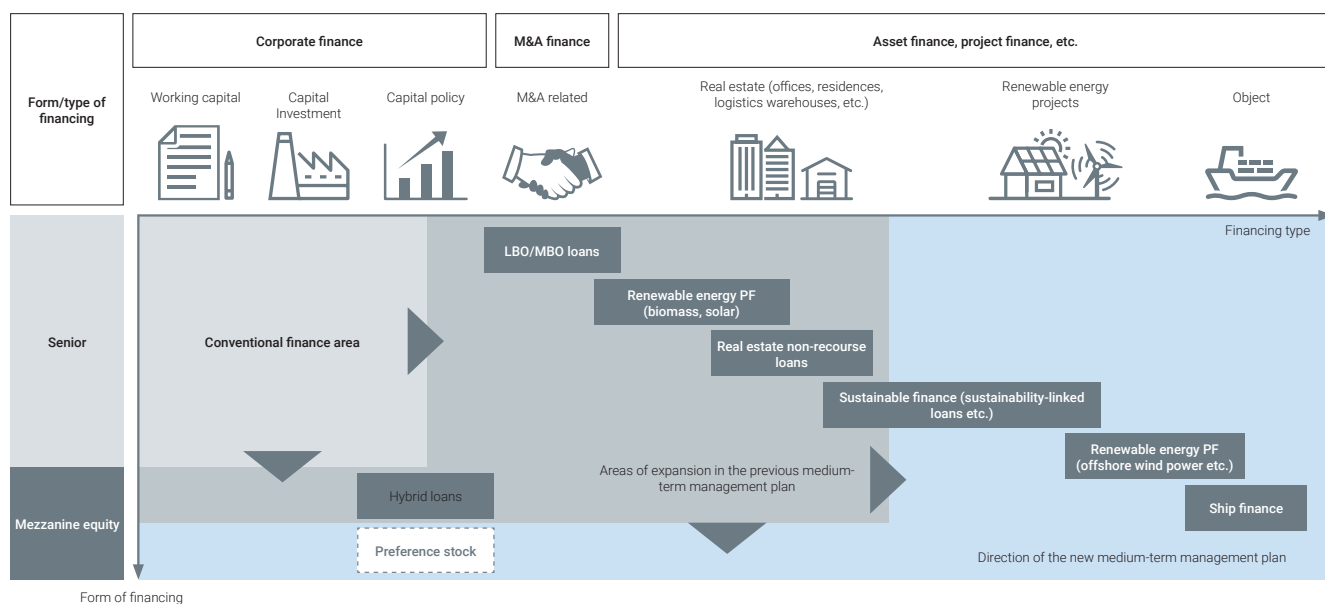 Form/type of
financing
Corporate finance
M&A finance
Asset finance, project finance, etc.
Working capital
Capital
Investment
Capital policy
M&A related
Real estate (offices, residences,
logistics warehouses, etc.)
Renewable energy
projects
Object
Financing type
Senior
Conventional finance area
LBO/MBO loans
Renewable energy PF
(biomass, solar)
Real estate non-recourse
loans
Sustainable finance (sustainability-linked
loans etc.)
Renewable energy PF
(offshore wind power etc.)
Ship finance
Areas of expansion in the previous medium-
term management plan
Mezzanine equity
Hybrid loans
Preference stock
Direction of the new medium-term management plan
Form of financing